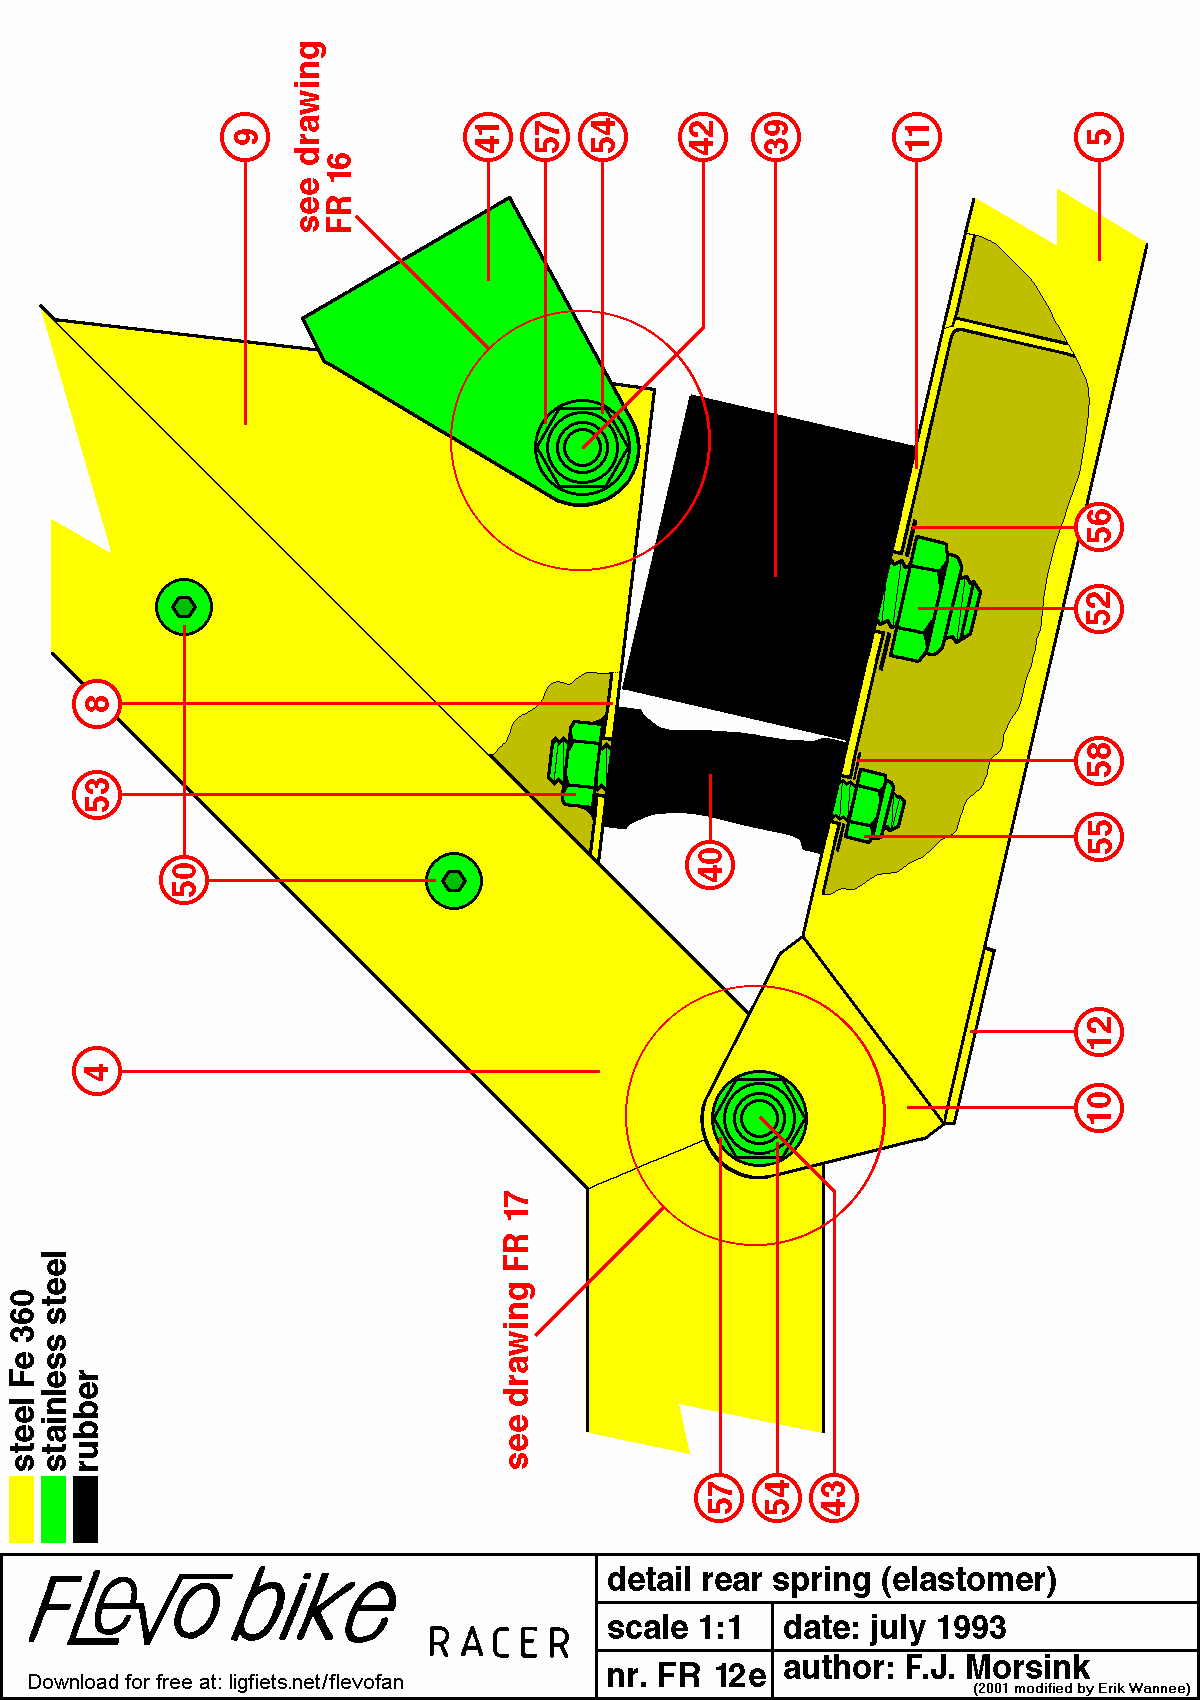 9
see drawing
FR 16
41
57
54
42
39
11
5
56
52
8
58
53
55
50
40
4
12
10
see drawing FR 17
57
54
43
steel Fe 360
stainless steel
rubber
Flevobike
RACER
Download for free at: ligfiets.net/flevofan
detail rear spring (elastomer)
scale 1:1
date: july 1993
nr. FR 12e
author: F.J. Morsink
(2001 modified by Erik Wannee)